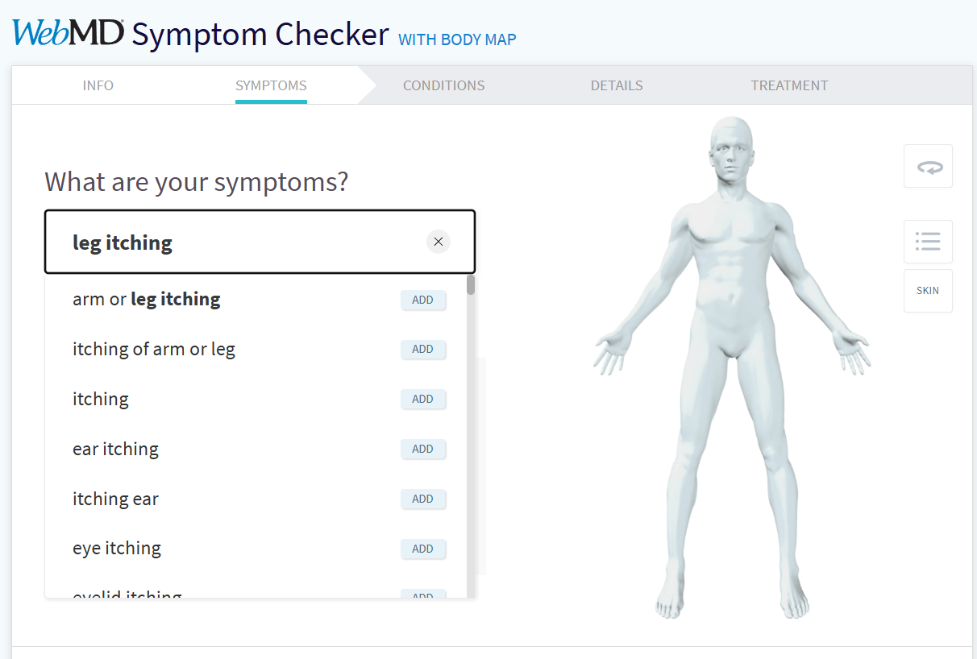 WebMD Symptom Checker WITH BODY MAP
INFO SYMPTOMS CONDITIONS DETAILS TREATMENT
What are your symptoms?
leg itching
arm or leg itching ADD
itching of arm or leg ADD
itching ADD
ear itching ADD
itching ear ADD
eye itching ADD
eyelid itching ADD
SKIN